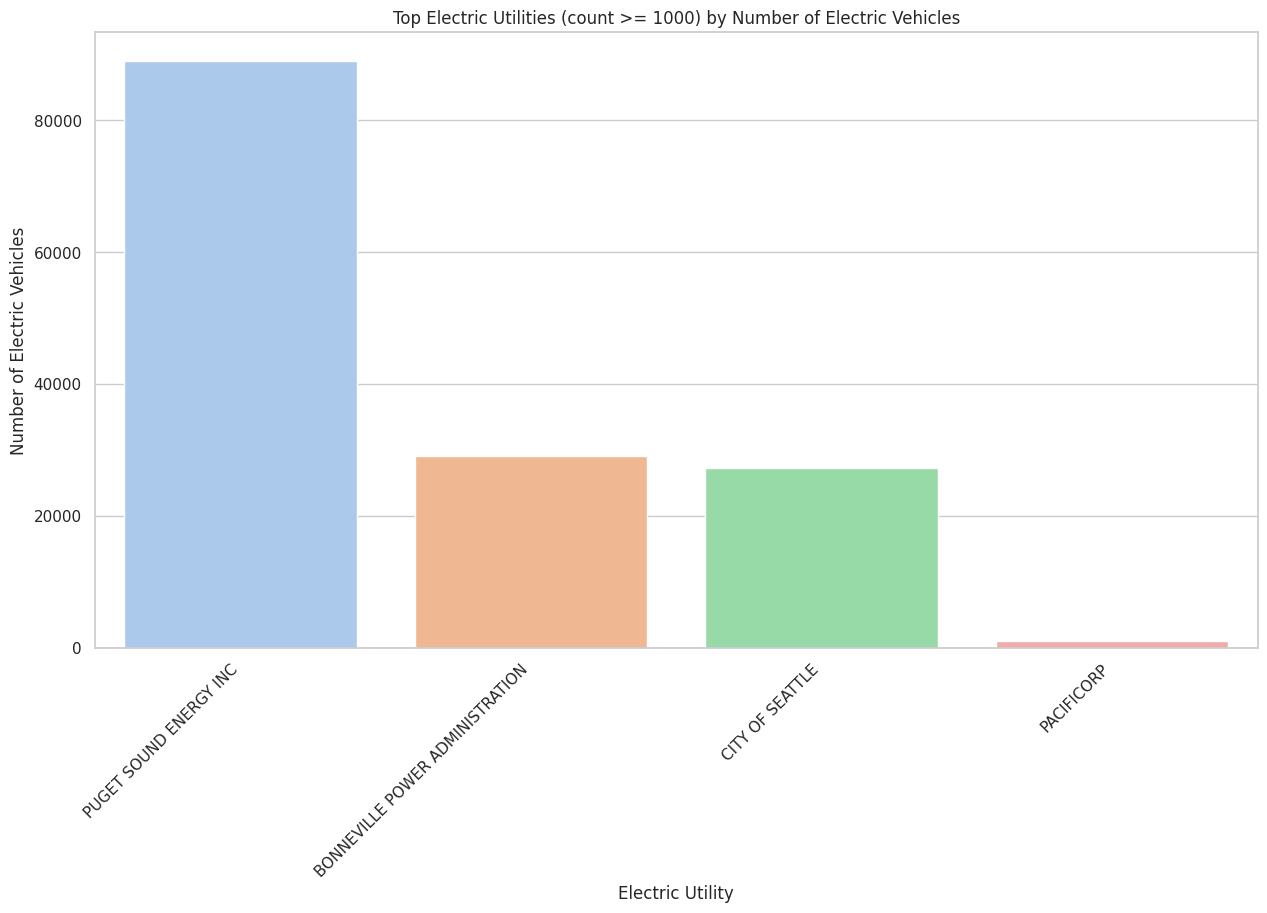 Top Electric Utilities (count >= 1000) by Number of Electric Vehicles
Number of Electric Vehicles
80000
60000
40000
20000
0
PUGET SOUND ENERGY INC
BONNEVILLE POWER ADMINISTRATION
CITY OF SEATTLE
PACIFICORP
Electric Utility